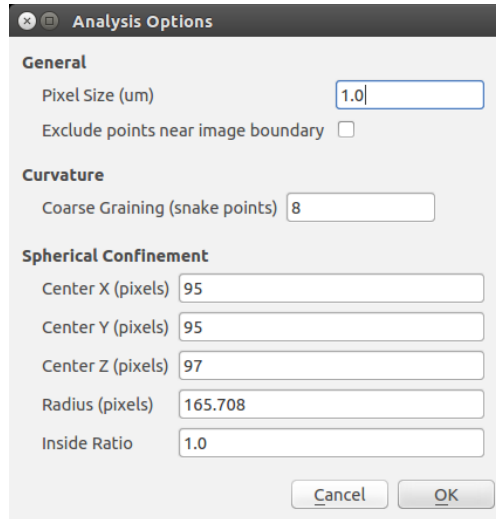 Analysis Options
General
Pixel Size (um) 1.0
Exclude points near image boundary
Curvature
Coarse Graining (snake points) 8
Spherical Confinement
Center X (pixels) 95
Center Y (pixels) 95
Center Z (pixels) 97
Radius (pixels) 165.708
Inside Ratio 1.0
Cancel OK